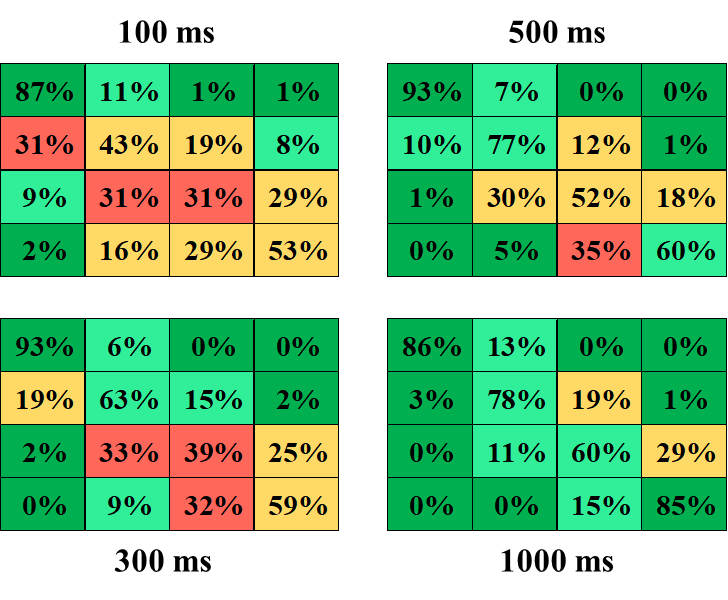 100 ms
87% 11% 1% 1%
31% 43% 19% 8%
9% 31% 31% 29%
2% 16% 29% 53%
500 ms
93% 7% 0% 0%
10% 77% 12% 1%
1% 30% 52% 18%
0% 5% 35% 60%
93% 6% 0% 0%
19% 63% 15% 2%
2% 33% 39% 25%
0% 9% 32% 59%
300 ms
86% 13% 0% 0%
3% 78% 19% 1%
0% 11% 60% 29%
0% 0% 15% 85%
1000 ms